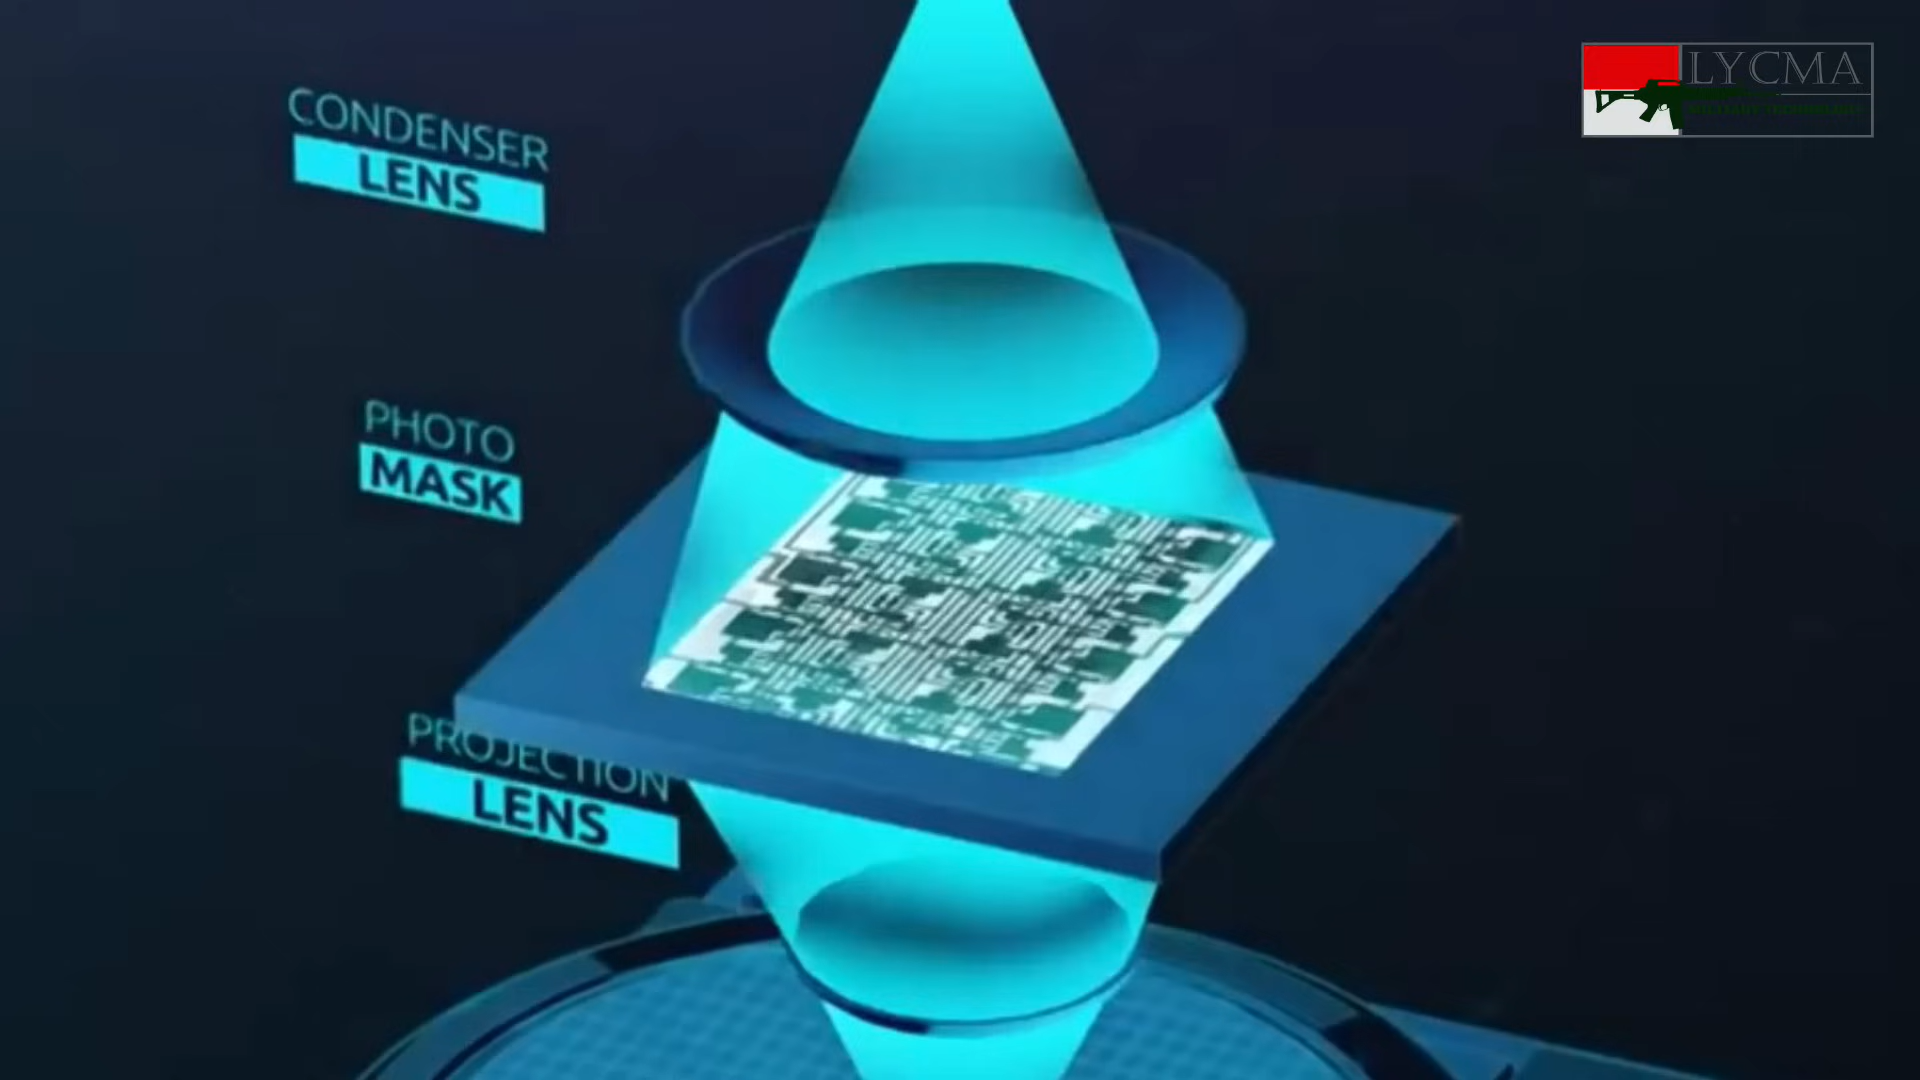 CONDENSER
LENS
PHOTO
MASK
PROJECTION
LENS
LYCMA